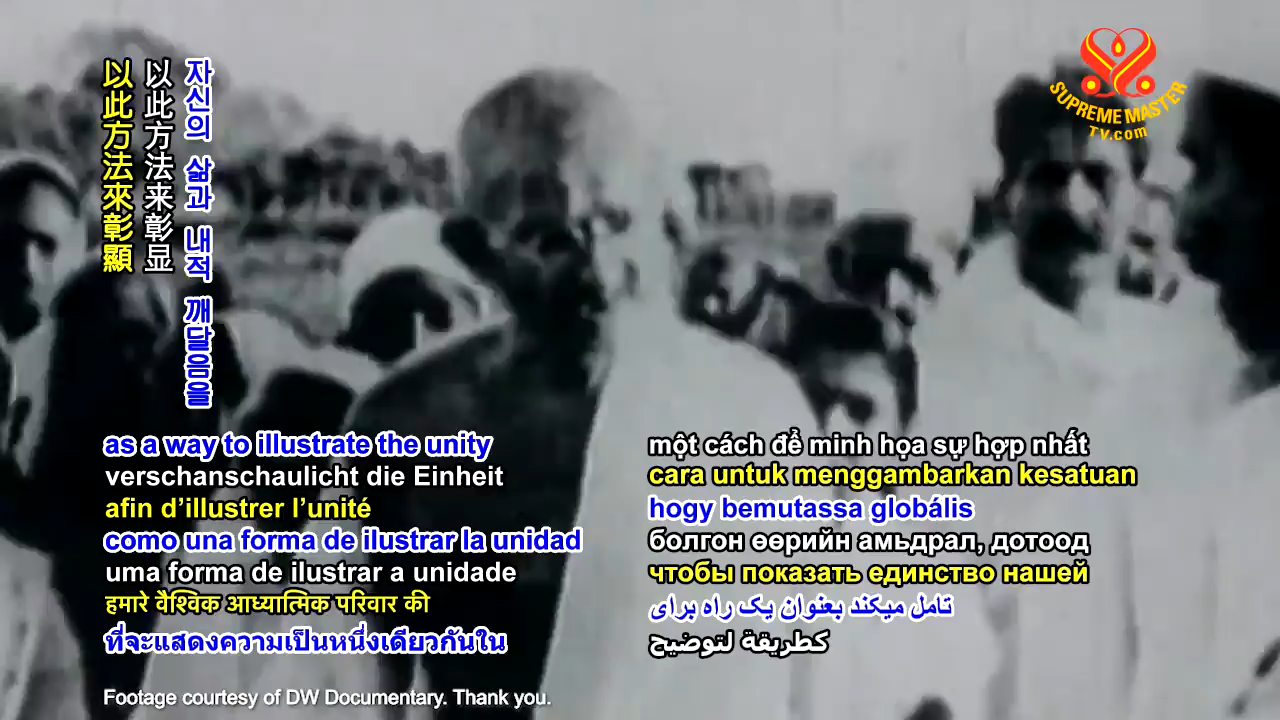 以此方法來彰顯
以此方法来彰显
자신의 삶과 내적 깨달음을
SUPREME MASTER
TV.com
as a way to illustrate the unity
verschanschaulicht die Einheit
afin d’illustrer l’unité
como una forma de ilustrar la unidad
uma forma de ilustrar a unidade
हमारे वैश्विक आध्यात्मिक परिवार की
ที่จะแสดงความเป็นหนึ่งเดียวกันใน
một cách để minh họa sự hợp nhất
cara untuk menggambarkan kesatuan
hogy bemutassa globális
болгон өөрийн амьдрал, дотоод
чтобы показать единство нашей
تامل میکند بعنوان یک راه برای
كطريقة لتوضيح
Footage courtesy of DW Documentary. Thank you.